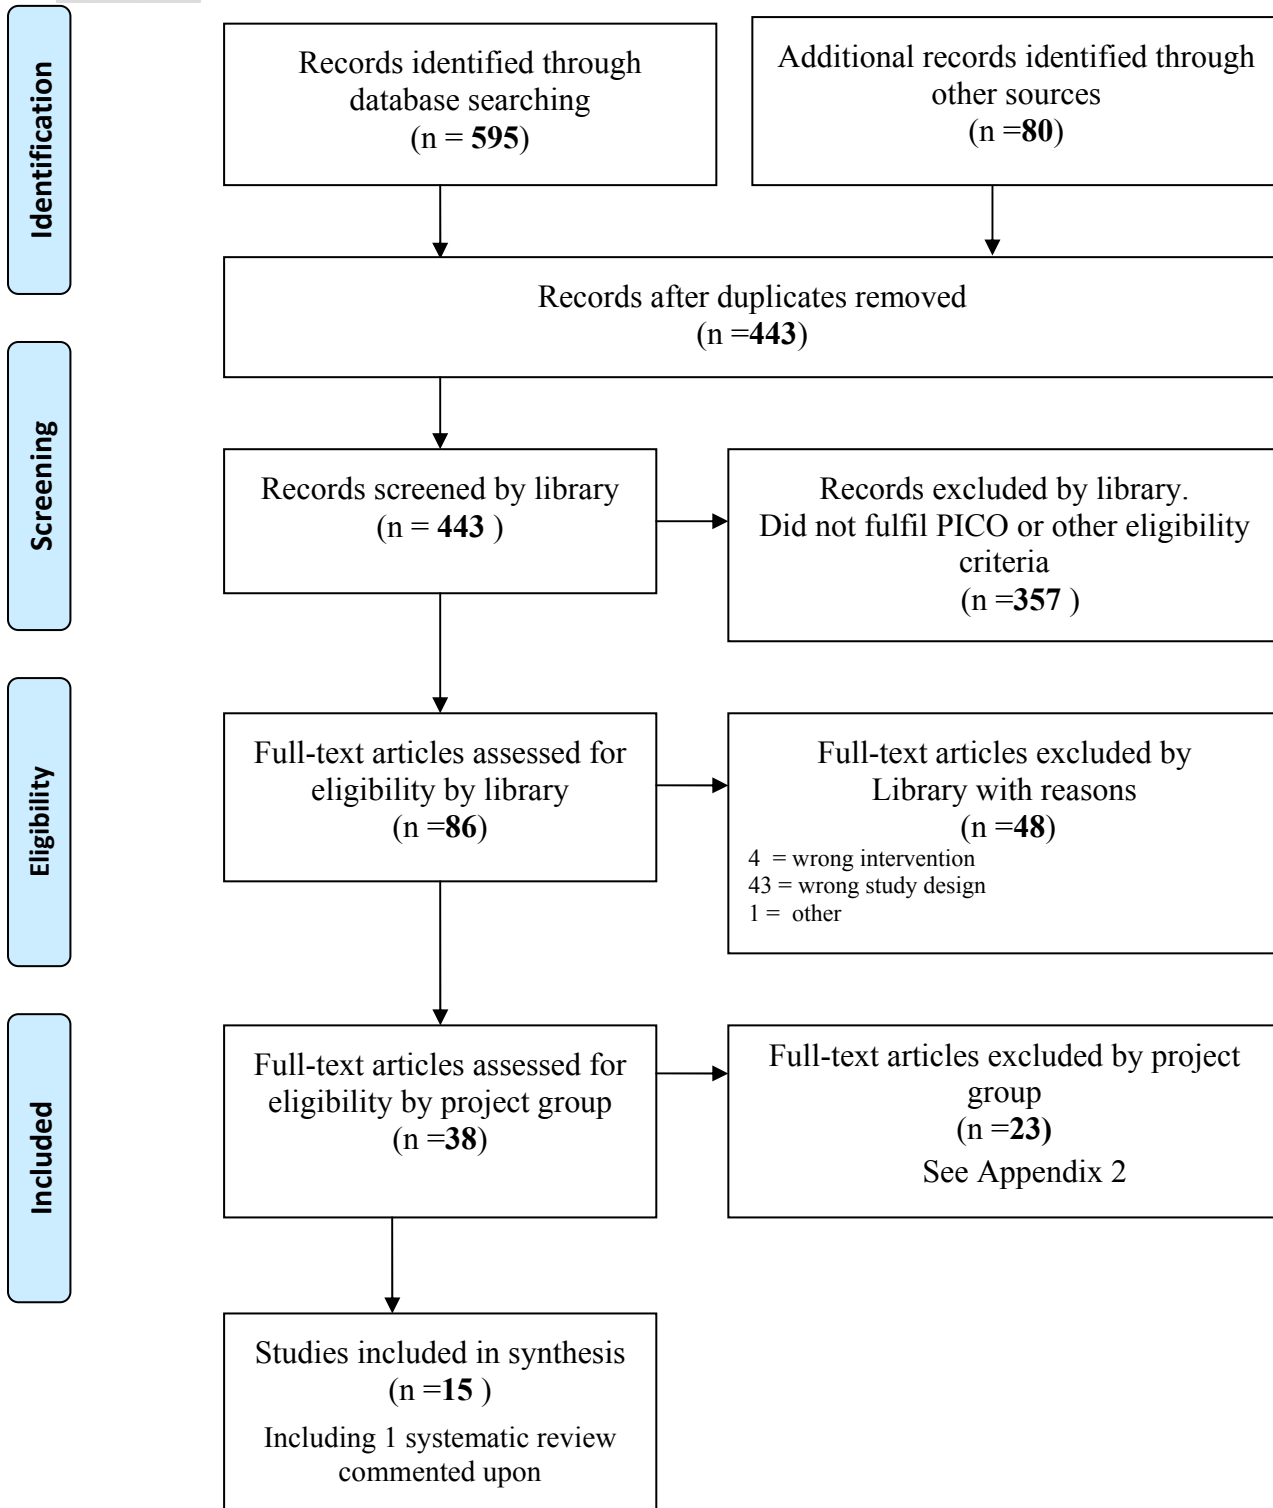 Identification
Records identified through
database searching
(n = 595)
Additional records identified through
other sources
(n =80)
Records after duplicates removed
(n =443)
Screening
Records screened by library
(n = 443 )
Records excluded by library.
Did not fulfil PICO or other eligibility
criteria
(n =357 )
Eligibility
Full-text articles assessed for
eligibility by library
(n =86)
Full-text articles excluded by
Library with reasons
(n =48)
4 = wrong intervention
43 = wrong study design
1 = other
Included
Full-text articles assessed for
eligibility by project group
(n =38)
Full-text articles excluded by project
group
(n =23)
See Appendix 2
Studies included in synthesis
(n =15 )
Including 1 systematic review
commented upon